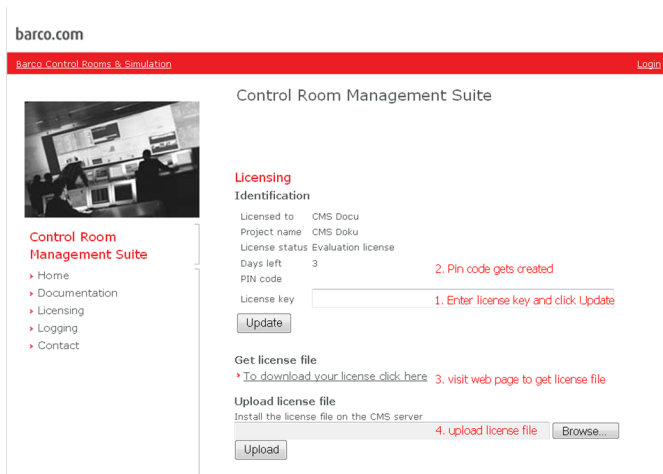 barco.com
Barco Control Rooms & Simulation
Login
Control Room Management Suite
Control Room
Management Suite
Home
Documentation
Licensing
Logging
Contact
Licensing
Identification
Licensed to CMS Docu
Project name CMS Doku
License status Evaluation license
Days left 3
2. Pin code gets created
PIN code
License key
1. Enter license key and click Update
Update
Get license file
To download your license click here
3. visit web page to get license file
Upload license file
Install the license file on the CMS server
4. upload license file
Browse...
Upload